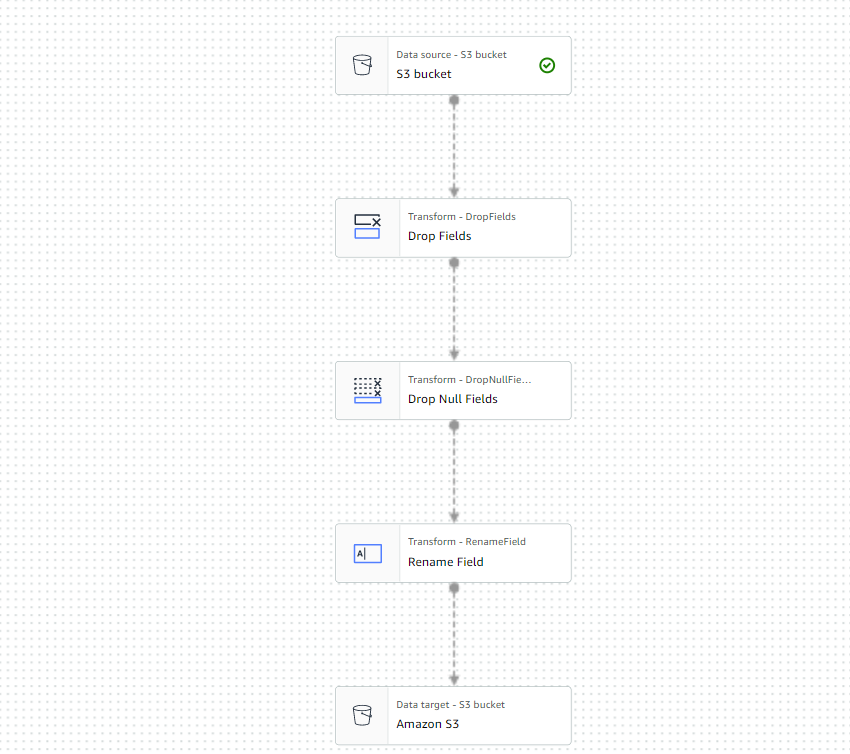 Data source - S3 bucket
S3 bucket
Transform - DropFields
Drop Fields
Transform - DropNullFie...
Drop Null Fields
Transform - RenameField
A
Rename Field
Data target - S3 bucket
Amazon S3